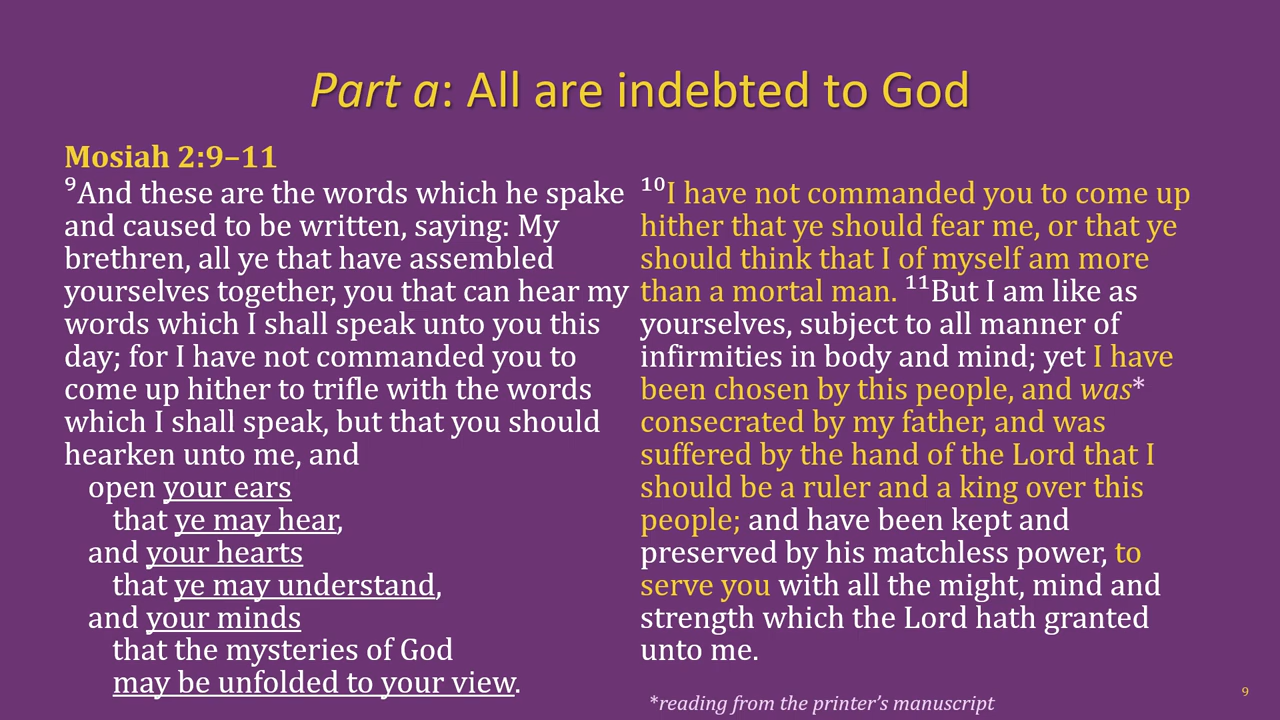 Part a: All are indebted to God
Mosiah 2:9–11
⁹And these are the words which he spake
and caused to be written, saying: My
brethren, all ye that have assembled
yourselves together, you that can hear my
words which I shall speak unto you this
day; for I have not commanded you to
come up hither to trifle with the words
which I shall speak, but that you should
hearken unto me, and
open your ears
that ye may hear,
and your hearts
that ye may understand,
and your minds
that the mysteries of God
may be unfolded to your view.
¹⁰I have not commanded you to come up
hither that ye should fear me, or that ye
should think that I of myself am more
than a mortal man. ¹¹But I am like as
yourselves, subject to all manner of
infirmities in body and mind; yet I have
been chosen by this people, and was*
consecrated by my father, and was
suffered by the hand of the Lord that I
should be a ruler and a king over this
people; and have been kept and
preserved by his matchless power, to
serve you with all the might, mind and
strength which the Lord hath granted
unto me.
*reading from the printer’s manuscript
9